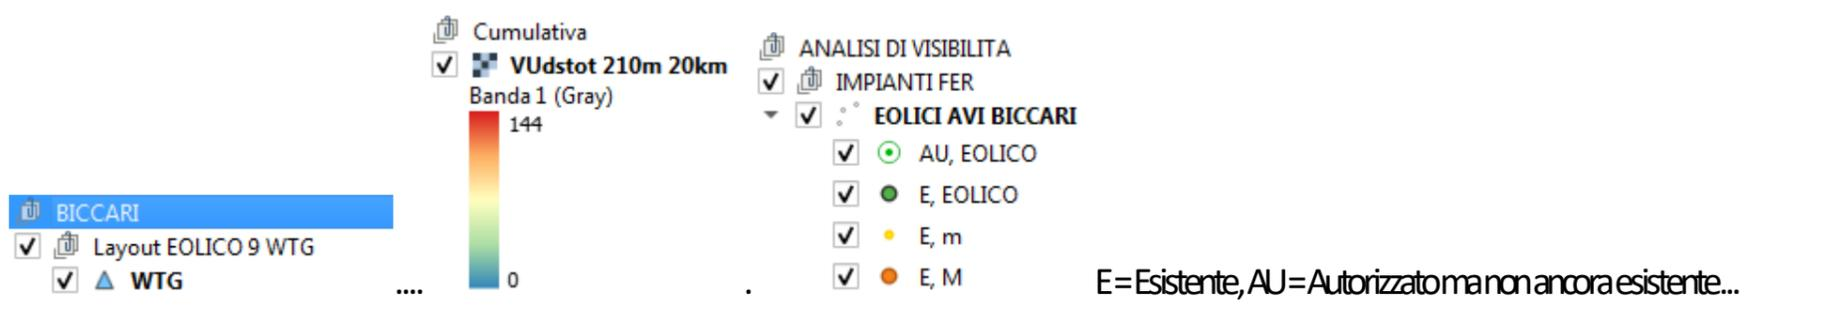 BICCARI
Layout EOLICO 9 WTG
WTG
....
Cumulativa
VUdstot 210m 20km
Banda 1 (Gray)
144
0
.
ANALISI DI VISIBILITA
IMPIANTI FER
EOLICI AVI BICCARI
AU, EOLICO
E, EOLICO
E, m
E, M
E = Esistente, AU = Autorizzato ma non ancora esistente...